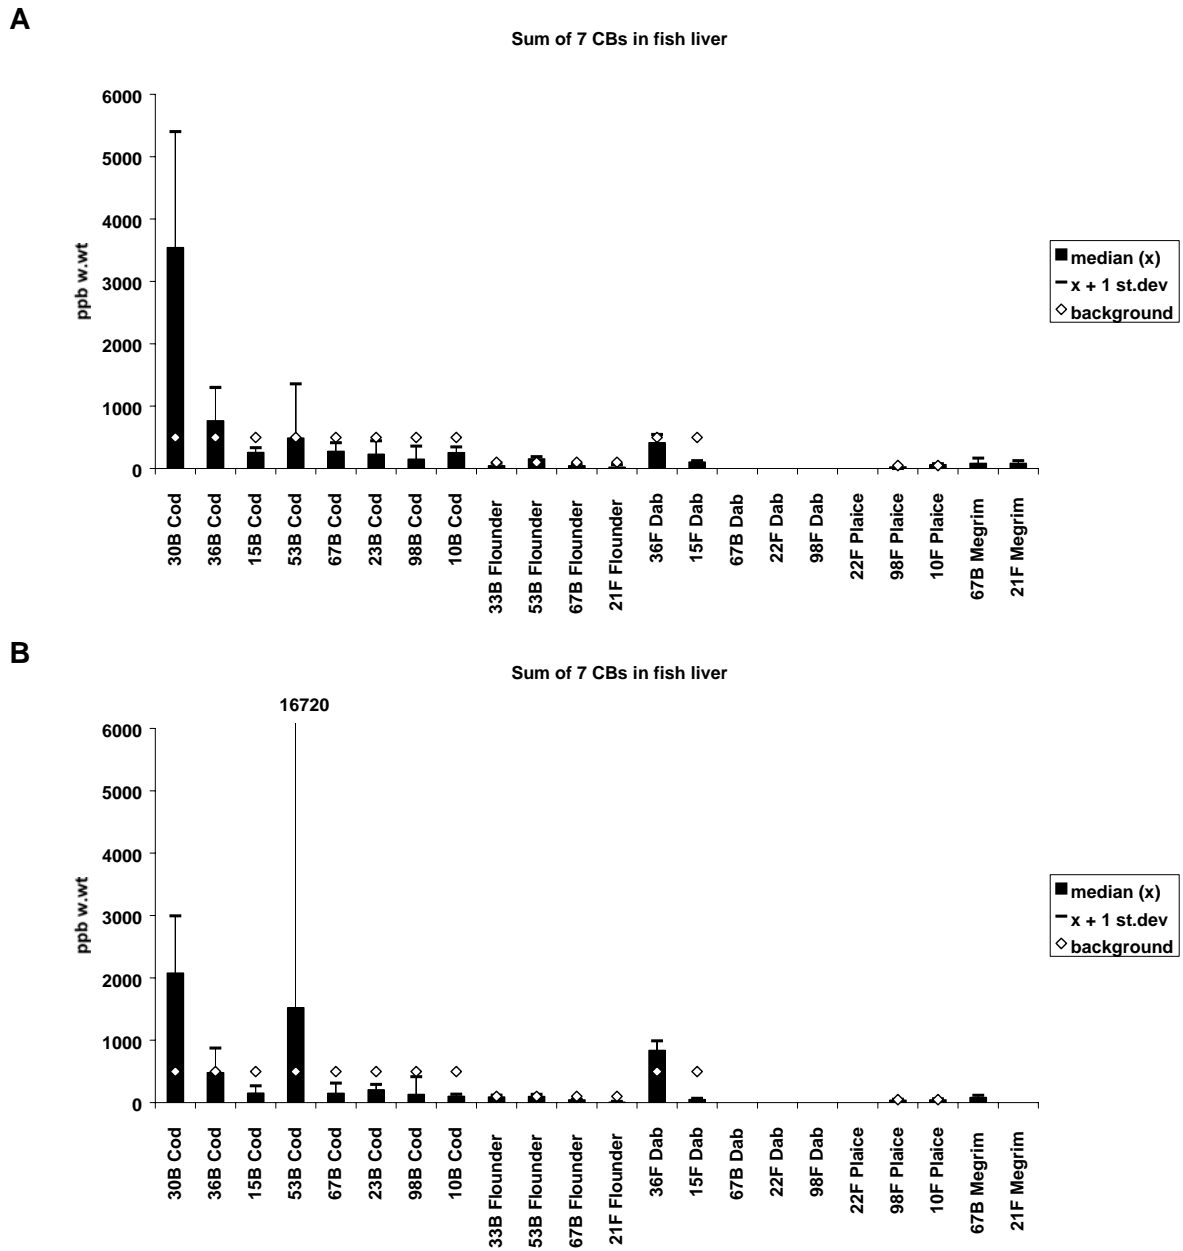 A
Sum of 7 CBs in fish liver
6000
5000
4000
3000
2000
1000
0
ppb w.wt
median (x)
x + 1 st.dev
background
30B Cod
36B Cod
15B Cod
53B Cod
67B Cod
23B Cod
98B Cod
10B Cod
33B Flounder
53B Flounder
67B Flounder
21F Flounder
36F Dab
15F Dab
67B Dab
22F Dab
98F Dab
22F Plaice
98F Plaice
10F Plaice
67B Megrim
21F Megrim
B
Sum of 7 CBs in fish liver
16720
6000
5000
4000
3000
2000
1000
0
ppb w.wt
median (x)
x + 1 st.dev
background
30B Cod
36B Cod
15B Cod
53B Cod
67B Cod
23B Cod
98B Cod
10B Cod
33B Flounder
53B Flounder
67B Flounder
21F Flounder
36F Dab
15F Dab
67B Dab
22F Dab
98F Dab
22F Plaice
98F Plaice
10F Plaice
67B Megrim
21F Megrim